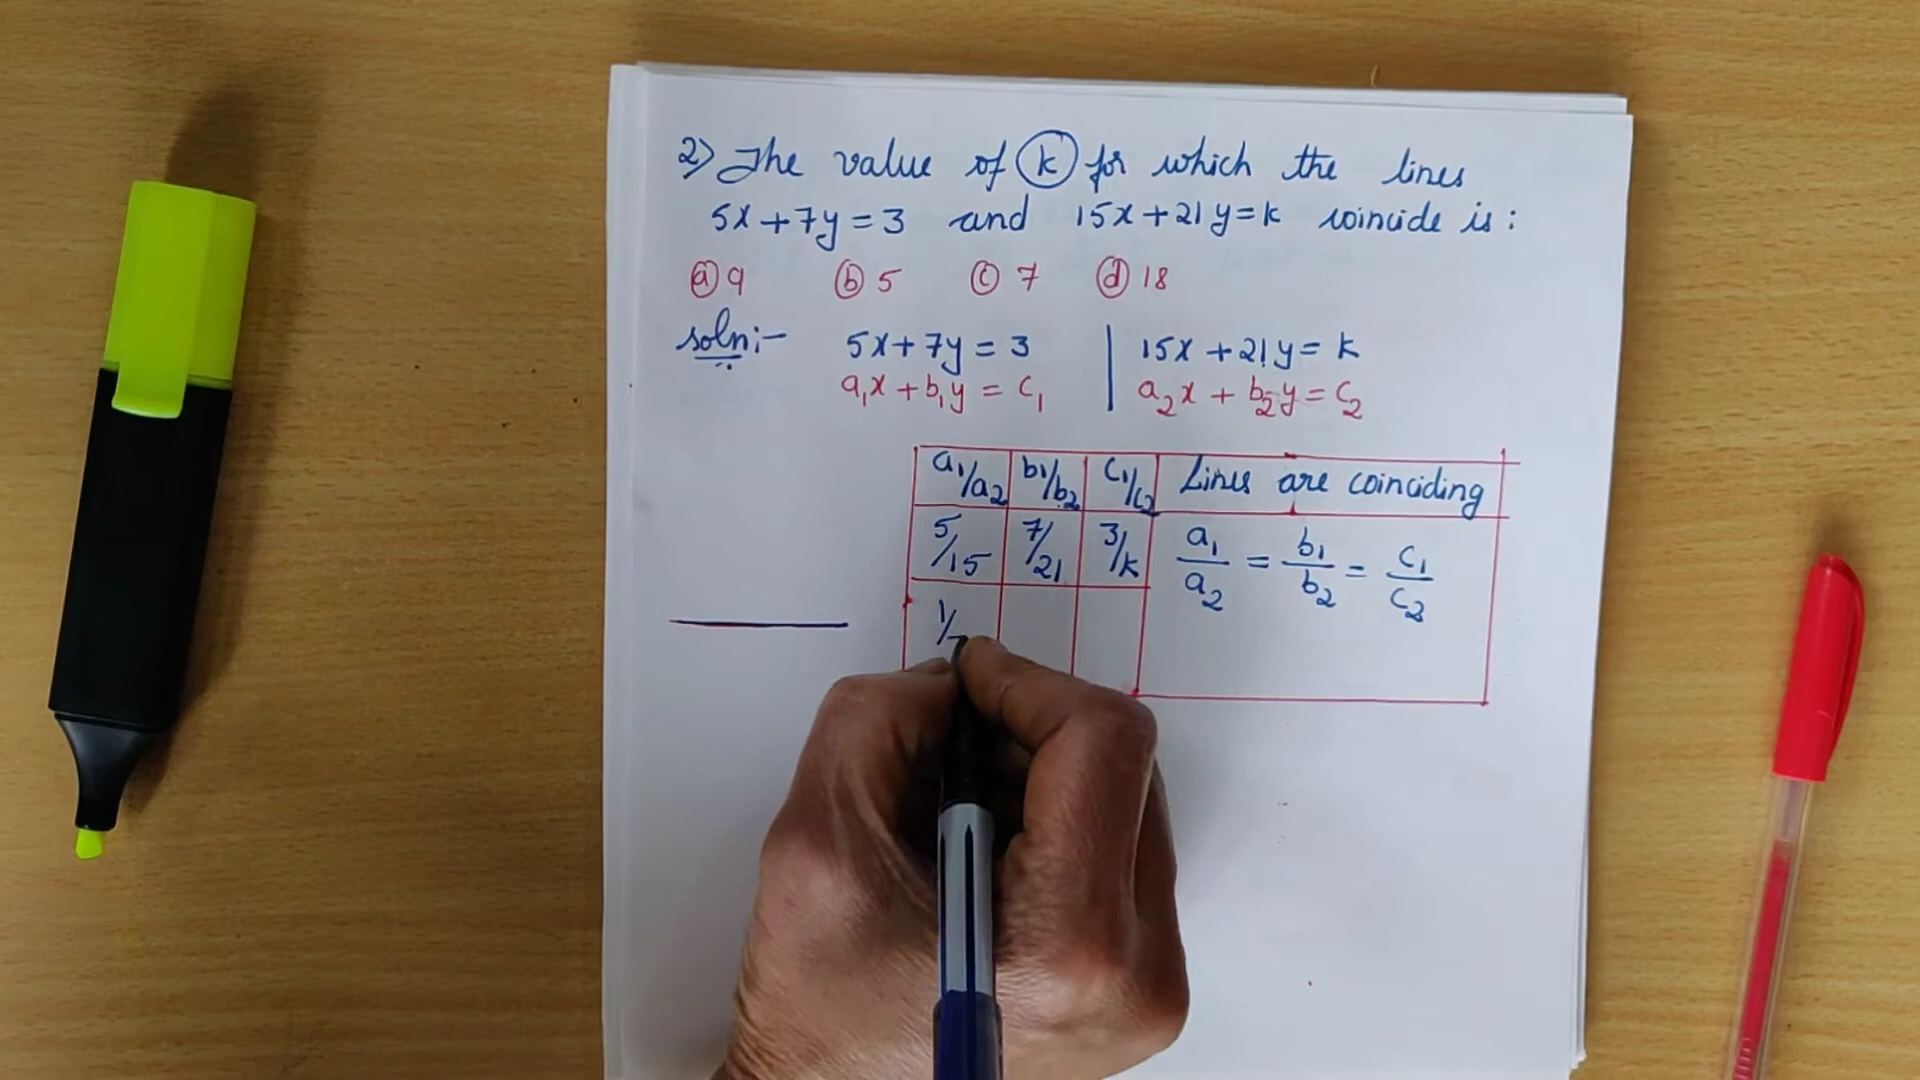 2) The value of k for which the lines
5x+7y=3 and 15x+21y=k coincide is:
a 9 b 5 c 7 d 18
soln:- 5x+7y=3 | 15x+21y=k
a₁x+b₁y=c₁ | a₂x+b₂y=c₂
a₁/a₂ b₁/b₂ c₁/c₂ Lines are coinciding
5/15 7/21 3/k a₁/a₂ = b₁/b₂ = c₁/c₂
1/